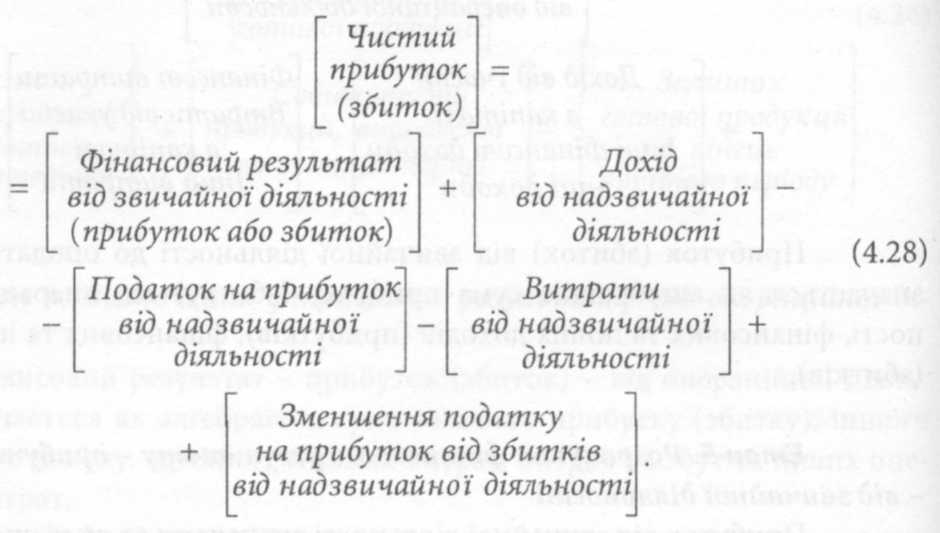 Чистий
прибуток =
(збиток)
= Фінансовий результат + Дохід −
від звичайної діяльності від надзвичайної
(прибуток або збиток) діяльності
(4.28)
Податок на прибуток − Витрати +
від надзвичайної від надзвичайної
діяльності діяльності
Зменшення податку
+ на прибуток від збитків
від надзвичайної діяльності